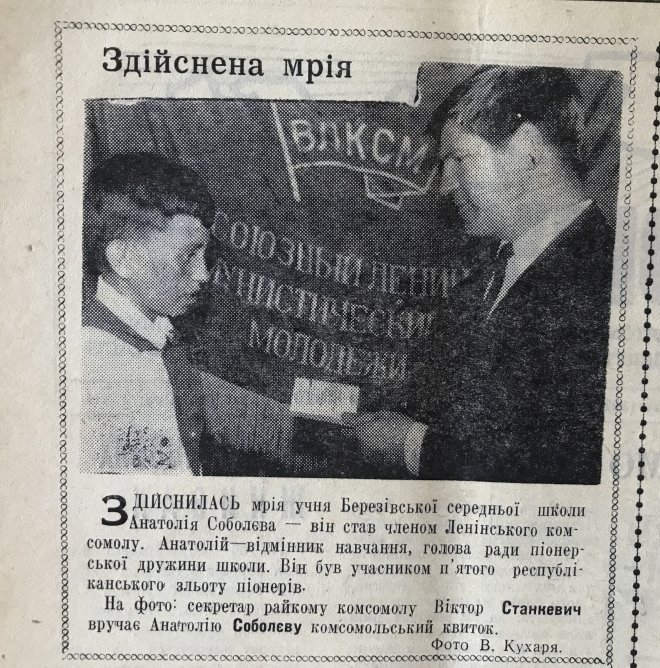 Здійснена мрія
ВЛКСМ
СОЮЗНЫЙ ЛЕНИН
НИСТИЧЕСКИЙ
МОЛОДЕЖИ
ЗДІЙСНИЛАСЬ мрія учня Березівської середньої школи
Анатолія Соболєва — він став членом Ленінського ком-
сомолу. Анатолій—відмінник навчання, голова ради піонер-
ської дружини школи. Він був учасником п'ятого республі-
канського зльоту піонерів.
На фото: секретар райкому комсомолу Віктор Станкевич
вручає Анатолію Соболєву комсомольський квиток.
Фото В. Кухаря.